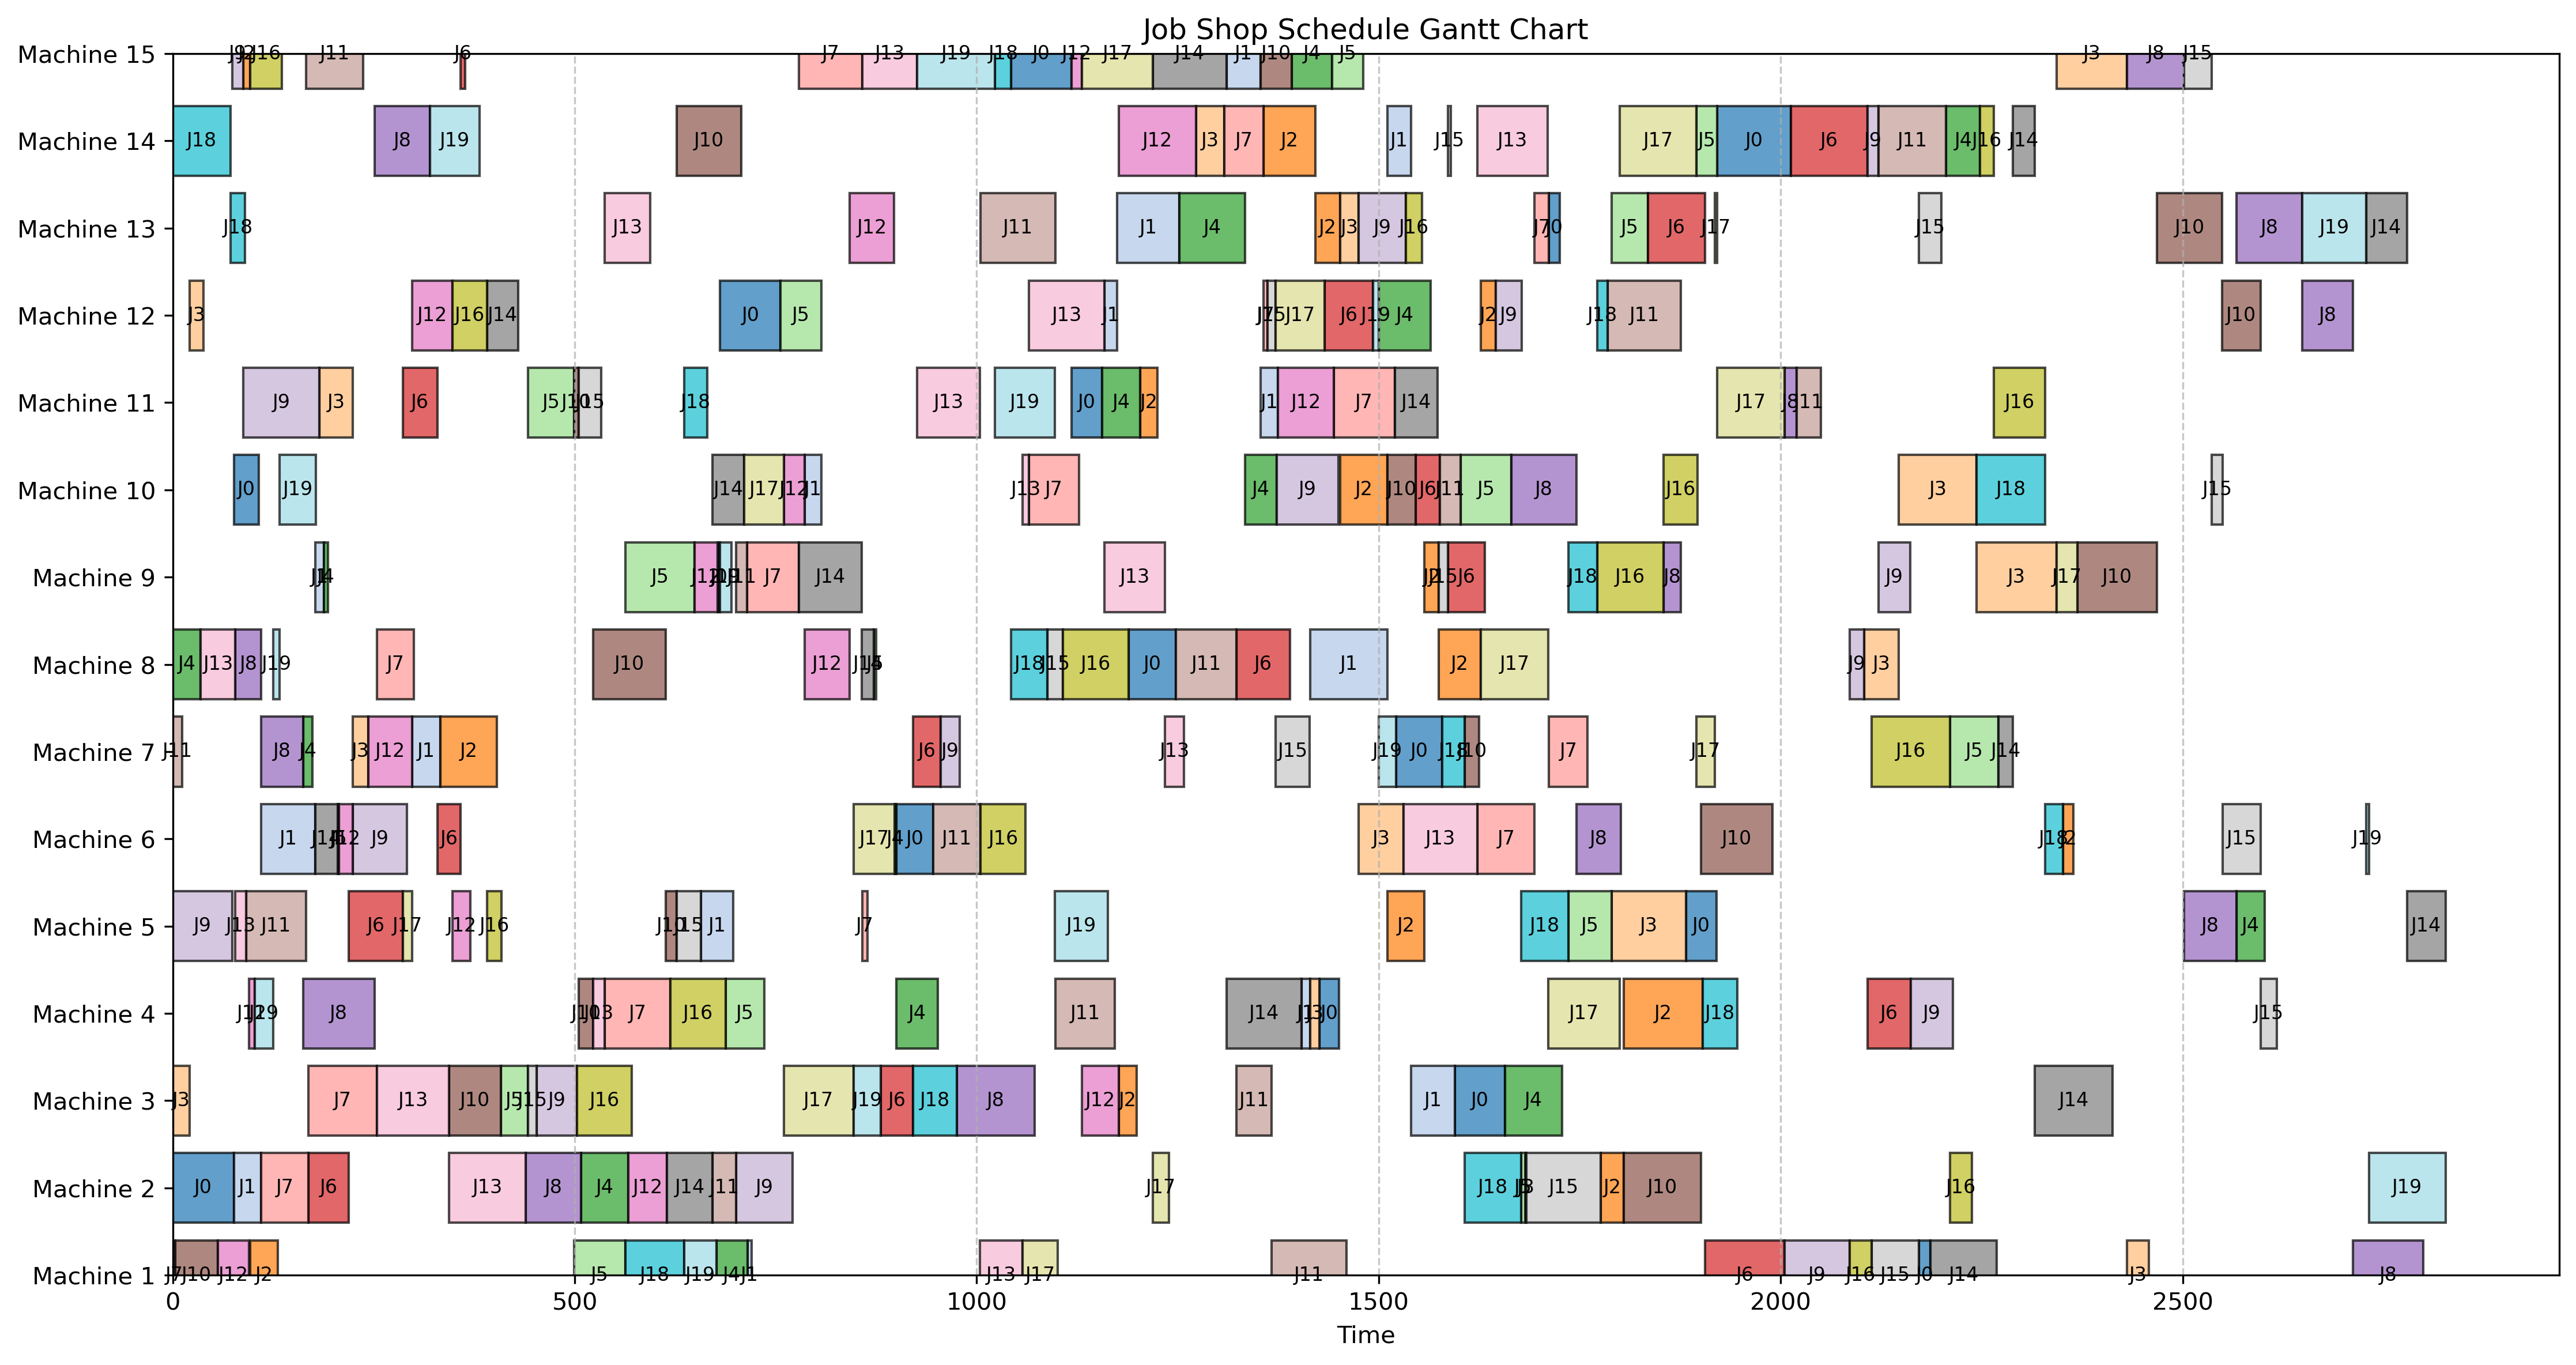 Job Shop Schedule Gantt Chart
Machine 15 J9 J2 J16 J11 J6 J7 J13 J19 J18 J0 J12 J17 J14 J1 J10 J4 J5 J3 J8 J15
Machine 14 J18 J8 J19 J10 J12 J3 J7 J2 J1 J15 J13 J17 J5 J0 J6 J9 J11 J4 J16 J14
Machine 13 J18 J13 J12 J11 J1 J4 J2 J3 J9 J16 J7 J0 J5 J6 J17 J15 J10 J8 J19 J14
Machine 12 J3 J12 J16 J14 J0 J5 J13 J1 J7 J15 J17 J6 J19 J4 J2 J9 J18 J11 J10 J8
Machine 11 J9 J3 J6 J5 J10 J15 J18 J13 J19 J0 J4 J2 J1 J12 J7 J14 J17 J8 J11 J16
Machine 10 J0 J19 J14 J17 J12 J1 J13 J7 J4 J9 J2 J10 J6 J11 J5 J8 J16 J3 J18 J15
Machine 9 J1 J4 J5 J12 J19 J11 J7 J14 J13 J2 J15 J6 J18 J16 J8 J9 J3 J17 J10
Machine 8 J4 J13 J8 J19 J7 J10 J12 J14 J5 J18 J15 J16 J0 J11 J6 J1 J2 J17 J9 J3
Machine 7 J11 J8 J4 J3 J12 J1 J2 J6 J9 J13 J15 J19 J0 J18 J10 J7 J17 J16 J5 J14
Machine 6 J1 J14 J12 J9 J6 J17 J4 J0 J11 J16 J3 J13 J7 J8 J10 J18 J2 J15 J19
Machine 5 J9 J13 J11 J6 J17 J12 J16 J10 J15 J1 J7 J19 J2 J18 J5 J3 J0 J8 J4 J14
Machine 4 J12 J19 J8 J10 J13 J7 J16 J5 J4 J11 J14 J1 J3 J0 J17 J2 J18 J6 J9 J15
Machine 3 J3 J7 J13 J10 J5 J15 J9 J16 J17 J19 J6 J18 J8 J12 J2 J11 J1 J0 J4 J14
Machine 2 J0 J1 J7 J6 J13 J8 J4 J12 J14 J11 J9 J17 J18 J5 J3 J15 J2 J10 J16 J19
Machine 1 J7 J10 J12 J2 J5 J18 J19 J4 J1 J13 J17 J11 J6 J9 J16 J15 J0 J14 J3 J8
0 500 1000 1500 2000 2500
Time